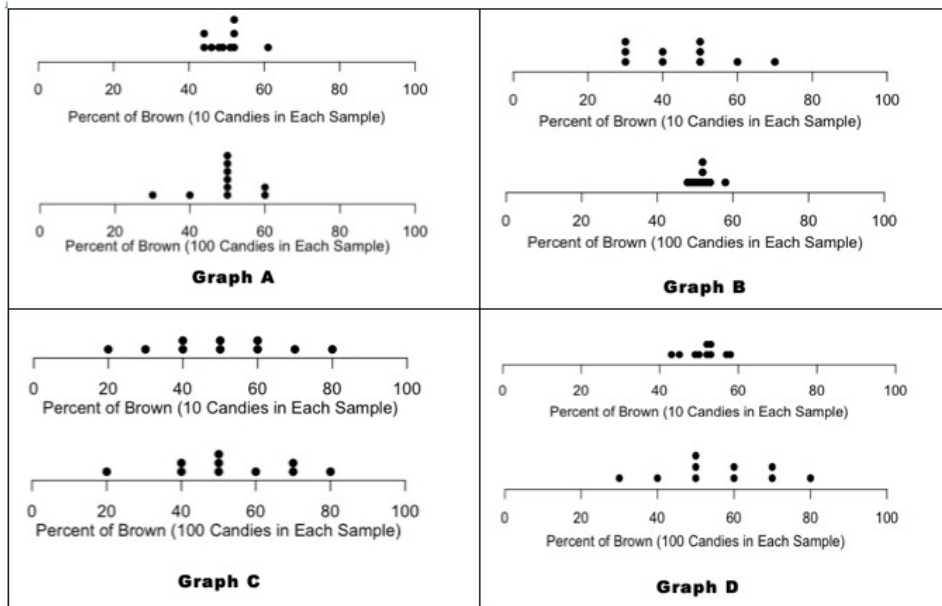 0 20 40 60 80 100
Percent of Brown (10 Candies in Each Sample)
0 20 40 60 80 100
Percent of Brown (100 Candies in Each Sample)
Graph A
0 20 40 60 80 100
Percent of Brown (10 Candies in Each Sample)
0 20 40 60 80 100
Percent of Brown (100 Candies in Each Sample)
Graph B
0 20 40 60 80 100
Percent of Brown (10 Candies in Each Sample)
0 20 40 60 80 100
Percent of Brown (100 Candies in Each Sample)
Graph C
0 20 40 60 80 100
Percent of Brown (10 Candies in Each Sample)
0 20 40 60 80 100
Percent of Brown (100 Candies in Each Sample)
Graph D